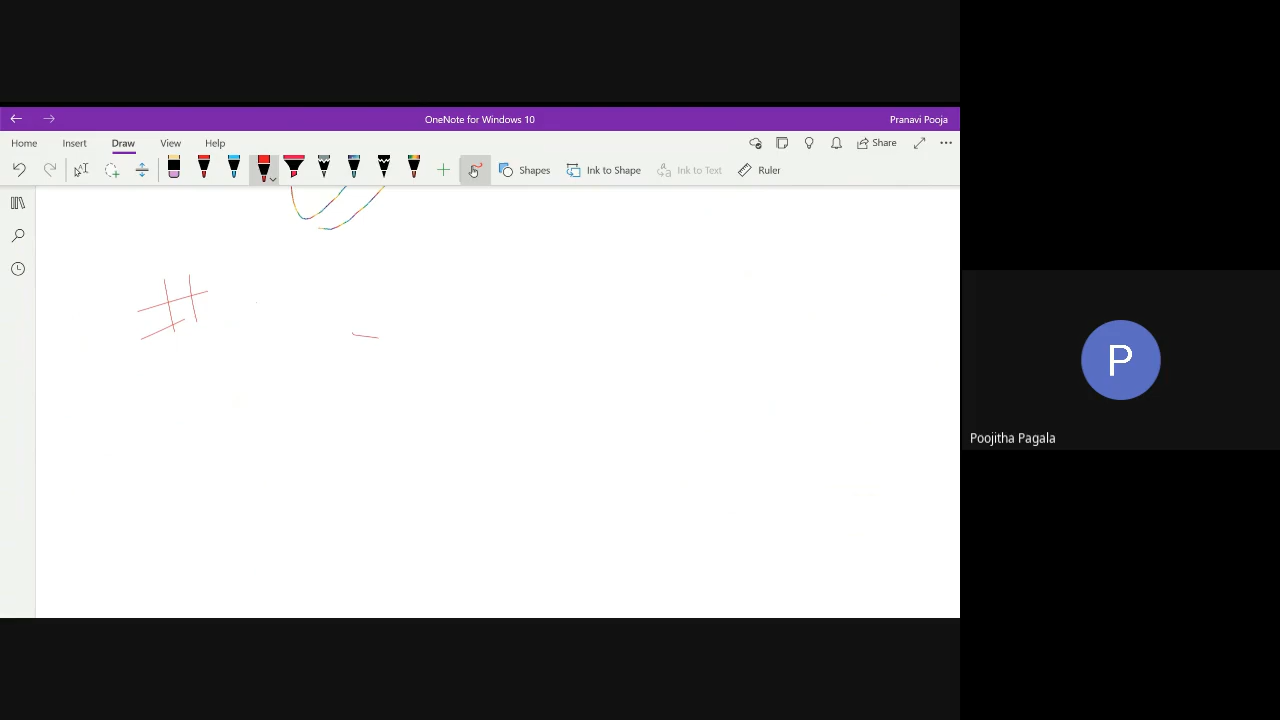 OneNote for Windows 10
Pranavi Pooja
Home Insert Draw View Help
Share
Shapes Ink to Shape Ink to Text Ruler
#
P
Poojitha Pagala